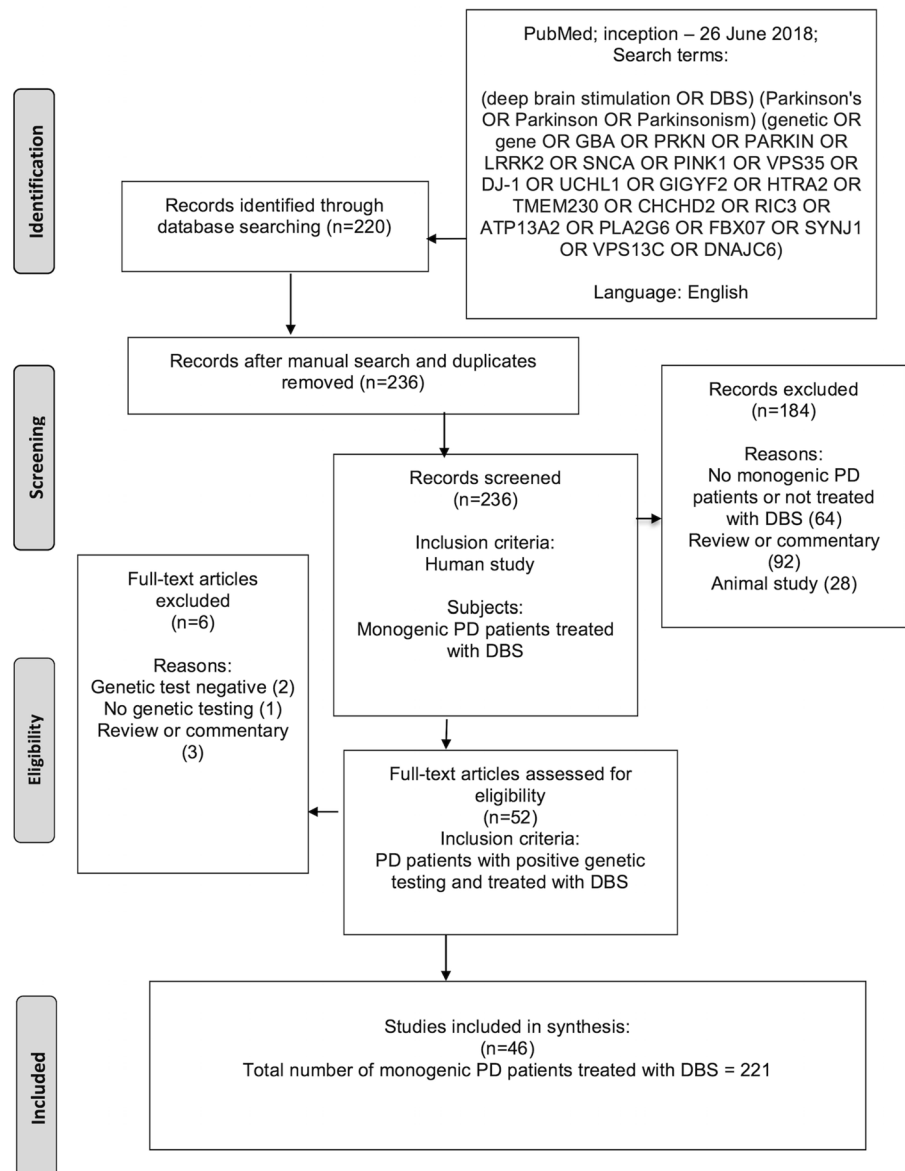 PubMed; inception – 26 June 2018;
Search terms:
(deep brain stimulation OR DBS) (Parkinson's
OR Parkinson OR Parkinsonism) (genetic OR
gene OR GBA OR PRKN OR PARKIN OR
LRRK2 OR SNCA OR PINK1 OR VPS35 OR
DJ-1 OR UCHL1 OR GIGYF2 OR HTRA2 OR
TMEM230 OR CHCHD2 OR RIC3 OR
ATP13A2 OR PLA2G6 OR FBX07 OR SYNJ1
OR VPS13C OR DNAJC6)
Language: English
Identification
Records identified through
database searching (n=220)
Records after manual search and duplicates
removed (n=236)
Screening
Records screened
(n=236)
Inclusion criteria:
Human study
Subjects:
Monogenic PD patients treated
with DBS
Records excluded
(n=184)
Reasons:
No monogenic PD
patients or not treated
with DBS (64)
Review or commentary
(92)
Animal study (28)
Full-text articles
excluded
(n=6)
Reasons:
Genetic test negative (2)
No genetic testing (1)
Review or commentary
(3)
Eligibility
Full-text articles assessed for
eligibility
(n=52)
Inclusion criteria:
PD patients with positive genetic
testing and treated with DBS
Included
Studies included in synthesis:
(n=46)
Total number of monogenic PD patients treated with DBS = 221